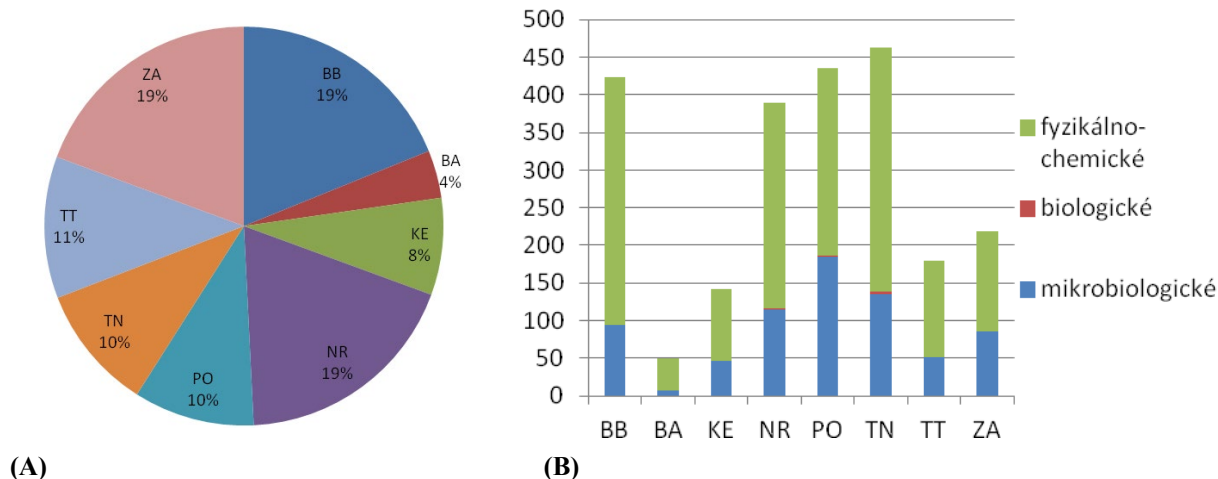 ZA
19%
BB
19%
BA
4%
KE
8%
NR
19%
PO
10%
TN
10%
TT
11%
(A)
500
450
400
350
300
250
200
150
100
50
0
BB BA KE NR PO TN TT ZA
fyzikálno-
chemické
biologické
mikrobiologické
(B)